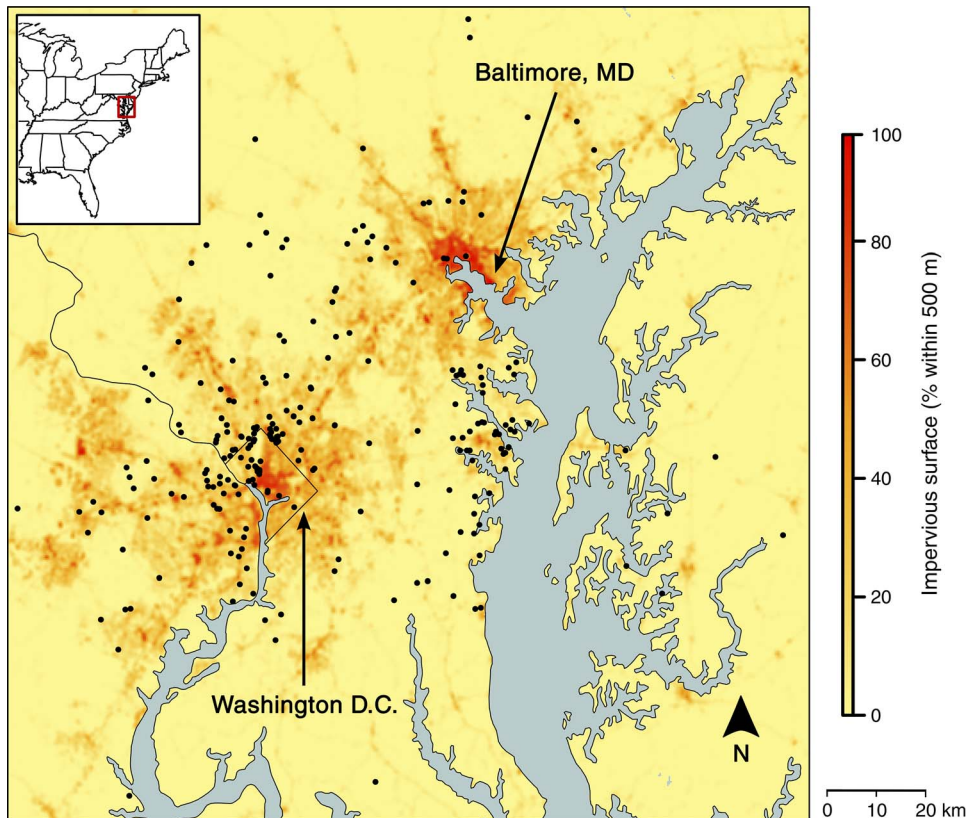 Baltimore, MD
Washington D.C.
N
100
80
60
40
20
0
Impervious surface (% within 500 m)
0 10 20 km